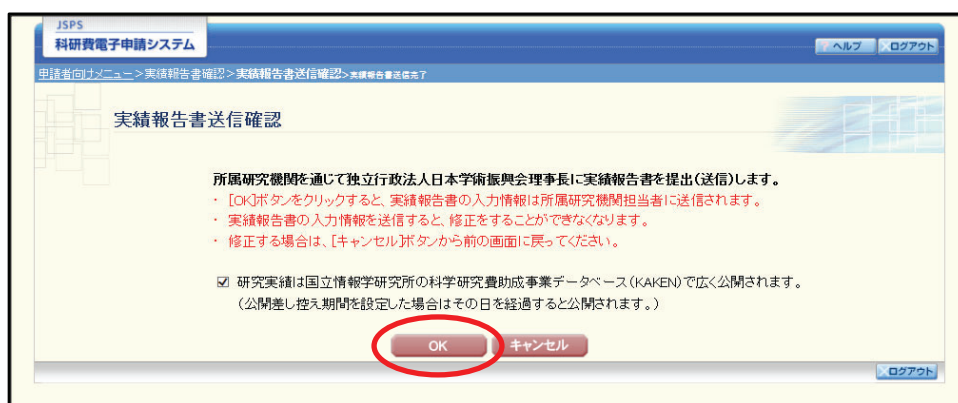 JSPS
科研費電子申請システム
? ヘルプ
×ログアウト
申請者向けメニュー>実績報告書確認>実績報告書送信確認>実績報告書送信完了
実績報告書送信確認
所属研究機関を通じて独立行政法人日本学術振興会理事長に実績報告書を提出(送信)します。
・ [OK]ボタンをクリックすると、実績報告書の入力情報は所属研究機関担当者に送信されます。
・ 実績報告書の入力情報を送信すると、修正をすることができなくなります。
・ 修正する場合は、[キャンセル]ボタンから前の画面に戻ってください。
☑ 研究実績は国立情報学研究所の科学研究費助成事業データベース(KAKEN)で広く公開されます。
(公開差し控え期間を設定した場合はその日を経過すると公開されます。)
OK
キャンセル
×ログアウト